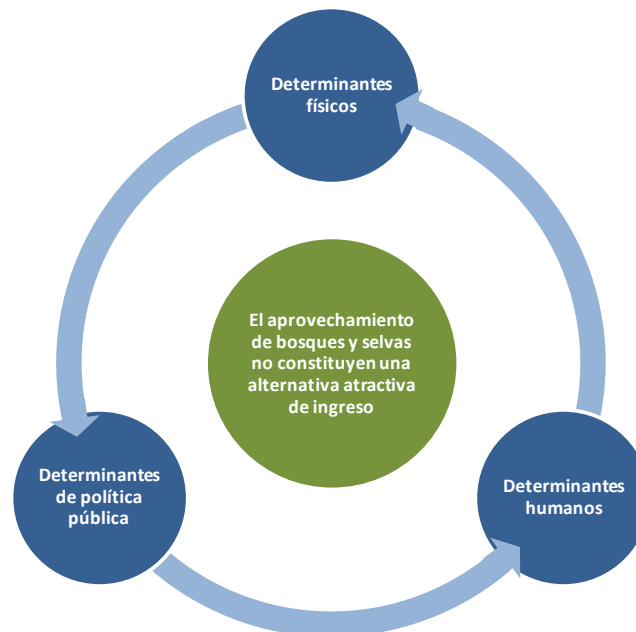 Determinantes
físicos
El aprovechamiento
de bosques y selvas
no constituyen una
alternativa atractiva
de ingreso
Determinantes
de política
pública
Determinantes
humanos